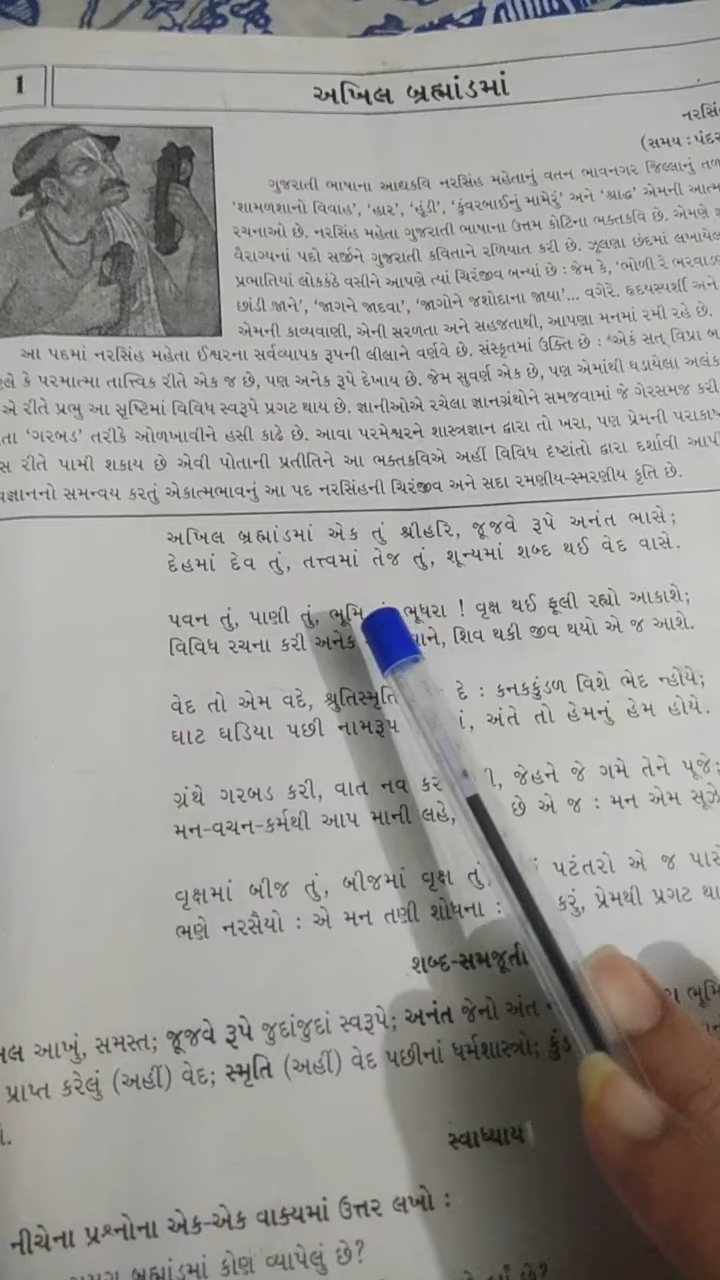 1
અખિલ બ્રહ્માંડમાં
(સમય :
ગુજરાતી ભાષાના આદ્યકવિ નરસિંહ મહેતાનું વતન ભાવનગર જિલ્લાનું
'શામળશાનો વિવાહ', 'હાર', 'હૂંડી', 'કુંવરબાઈનું મામેરું' અને 'શ્રાદ્ધ' એમની
રચનાઓ છે. નરસિંહ મહેતા ગુજરાતી ભાષાના ઉત્તમ કોટિના ભક્તકવિ છે. એમણે
વૈરાગ્યનાં પદો સર્જીને ગુજરાતી કવિતાને રળિયાત કરી છે. ઝૂલણા છંદમાં
પ્રભાતિયાં લોકકંઠે વસીને આપણે ત્યાં ચિરંજીવ બન્યાં છે : જેમ કે, 'ભોળી રે
છાંડી જાને', 'જાગને જાદવા', 'જાગોને જશોદાના જાયા'... વગેરે. હૃદયસ્પર્શી અને
એમની કાવ્યવાણી, એની સરળતા અને સહજતાથી, આપણા મનમાં રમી રહે છે.
આ પદમાં નરસિંહ મહેતા ઈશ્વરના સર્વવ્યાપક રૂપની લીલાને વર્ણવે છે. સંસ્કૃતમાં ઉક્તિ છે : 'એકં સત્ વિપ્રા
કે પરમાત્મા તાત્ત્વિક રીતે એક જ છે, પણ અનેક રૂપે દેખાય છે. જેમ સુવર્ણ એક છે, પણ એમાંથી ઘડાયેલા
એ રીતે પ્રભુ આ સૃષ્ટિમાં વિવિધ સ્વરૂપે પ્રગટ થાય છે. જ્ઞાનીઓએ રચેલા જ્ઞાનગ્રંથોને સમજવામાં જે ગેરસમજ કરી
'ગરબડ' તરીકે ઓળખાવીને હસી કાઢે છે. આવા પરમેશ્વરને શાસ્ત્રજ્ઞાન દ્વારા તો ખરા, પણ પ્રેમની
રીતે પામી શકાય છે એવી પોતાની પ્રતીતિને આ ભક્તકવિએ અહીં વિવિધ દૃષ્ટાંતો દ્વારા દર્શાવી આપી
સમન્વય કરતું એકાત્મભાવનું આ પદ નરસિંહની ચિરંજીવ અને સદા રમણીય-સ્મરણીય કૃતિ છે.
અખિલ બ્રહ્માંડમાં એક તું શ્રીહરિ, જૂજવે રૂપે અનંત ભાસે;
દેહમાં દેવ તું, તત્ત્વમાં તેજ તું, શૂન્યમાં શબ્દ થઈ વેદ વાસે.
પવન તું, પાણી તું, ભૂમિ ભૂધરા ! વૃક્ષ થઈ ફૂલી રહ્યો આકાશે;
વિવિધ રચના કરી અનેક શિવ થકી જીવ થયો એ જ આશે.
વેદ તો એમ વદે, શ્રુતિસ્મૃતિ : કનકકુંડળ વિશે ભેદ ન્હોયે;
ઘાટ ઘડિયા પછી નામરૂપ અંતે તો હેમનું હેમ હોયે.
ગ્રંથે ગરબડ કરી, વાત નવ જેહને જે ગમે તેને પૂજે;
મન-વચન-કર્મથી આપ માની લહે, છે એ જ : મન એમ સૂઝે
વૃક્ષમાં બીજ તું, બીજમાં વૃક્ષ તું, પટંતરો એ જ
ભણે નરસૈયો : એ મન તણી શોધના : કરું, પ્રેમથી પ્રગટ
શબ્દ-સમજૂતી
આખું, સમસ્ત; જૂજવે રૂપે જુદાંજુદાં સ્વરૂપે; અનંત જેનો અંત
પ્રાપ્ત કરેલું (અહીં) વેદ; સ્મૃતિ (અહીં) વેદ પછીનાં ધર્મશાસ્ત્રો;
સ્વાધ્યાય
નીચેના પ્રશ્નોના એક-એક વાક્યમાં ઉત્તર લખો :
બ્રહ્માંડમાં કોણ વ્યાપેલું છે?